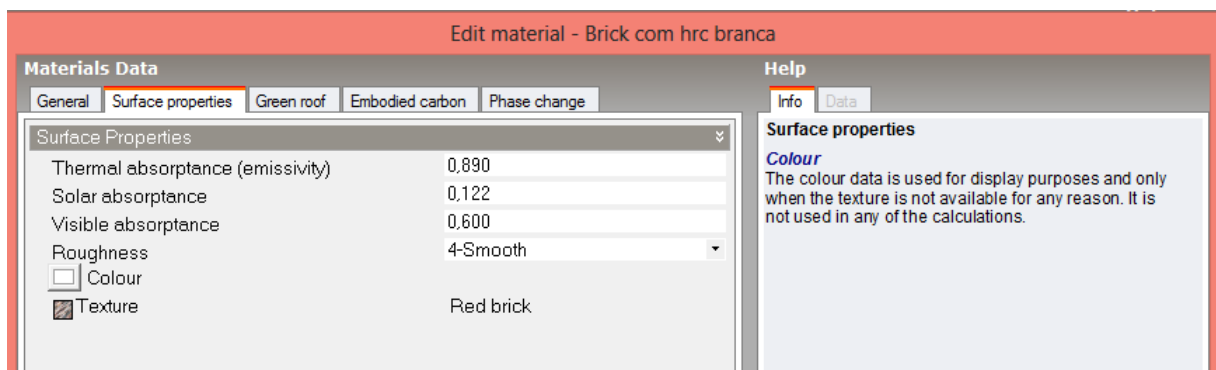 Edit material - Brick com hrc branca
Materials Data
General Surface properties Green roof Embodied carbon Phase change
Surface Properties
Thermal absorptance (emissivity) 0,890
Solar absorptance 0,122
Visible absorptance 0,600
Roughness 4-Smooth
Colour
Texture Red brick
Help
Info Data
Surface properties
Colour
The colour data is used for display purposes and only
when the texture is not available for any reason. It is
not used in any of the calculations.